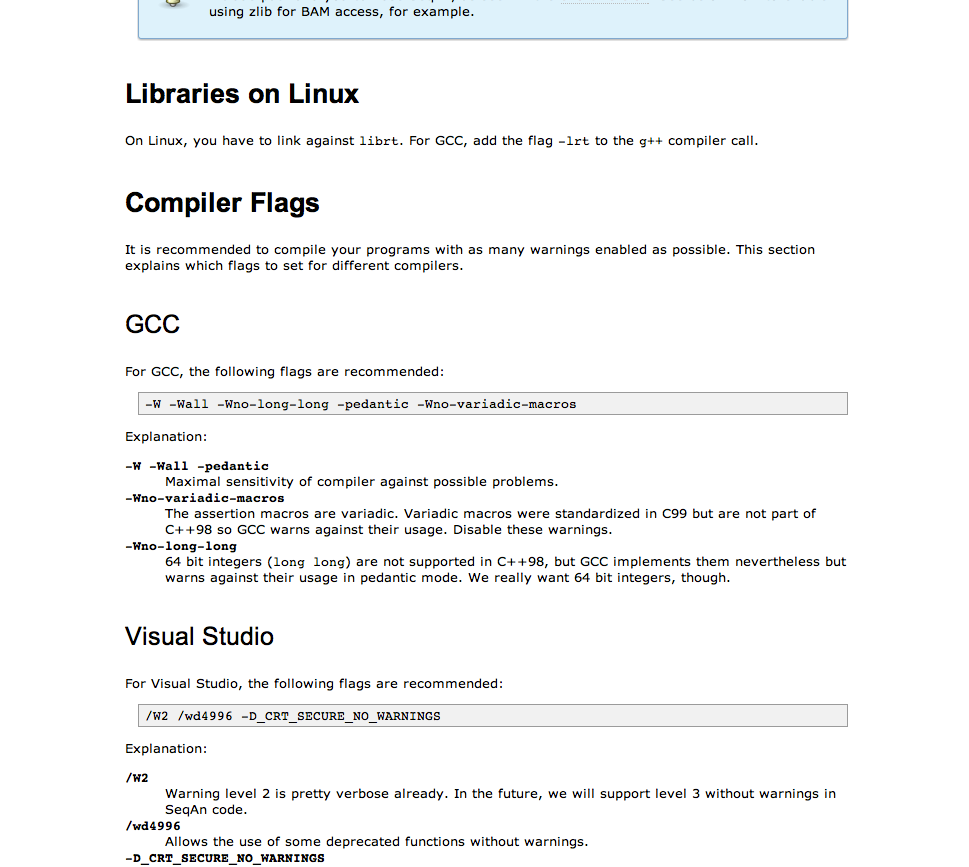 using zlib for BAM access, for example.
Libraries on Linux
On Linux, you have to link against librt. For GCC, add the flag -lrt to the g++ compiler call.
Compiler Flags
It is recommended to compile your programs with as many warnings enabled as possible. This section
explains which flags to set for different compilers.
GCC
For GCC, the following flags are recommended:
-W -Wall -Wno-long-long -pedantic -Wno-variadic-macros
Explanation:
-W -Wall -pedantic
Maximal sensitivity of compiler against possible problems.
-Wno-variadic-macros
The assertion macros are variadic. Variadic macros were standardized in C99 but are not part of
C++98 so GCC warns against their usage. Disable these warnings.
-Wno-long-long
64 bit integers (long long) are not supported in C++98, but GCC implements them nevertheless but
warns against their usage in pedantic mode. We really want 64 bit integers, though.
Visual Studio
For Visual Studio, the following flags are recommended:
/W2 /wd4996 -D_CRT_SECURE_NO_WARNINGS
Explanation:
/W2
Warning level 2 is pretty verbose already. In the future, we will support level 3 without warnings in
SeqAn code.
/wd4996
Allows the use of some deprecated functions without warnings.
-D_CRT_SECURE_NO_WARNINGS